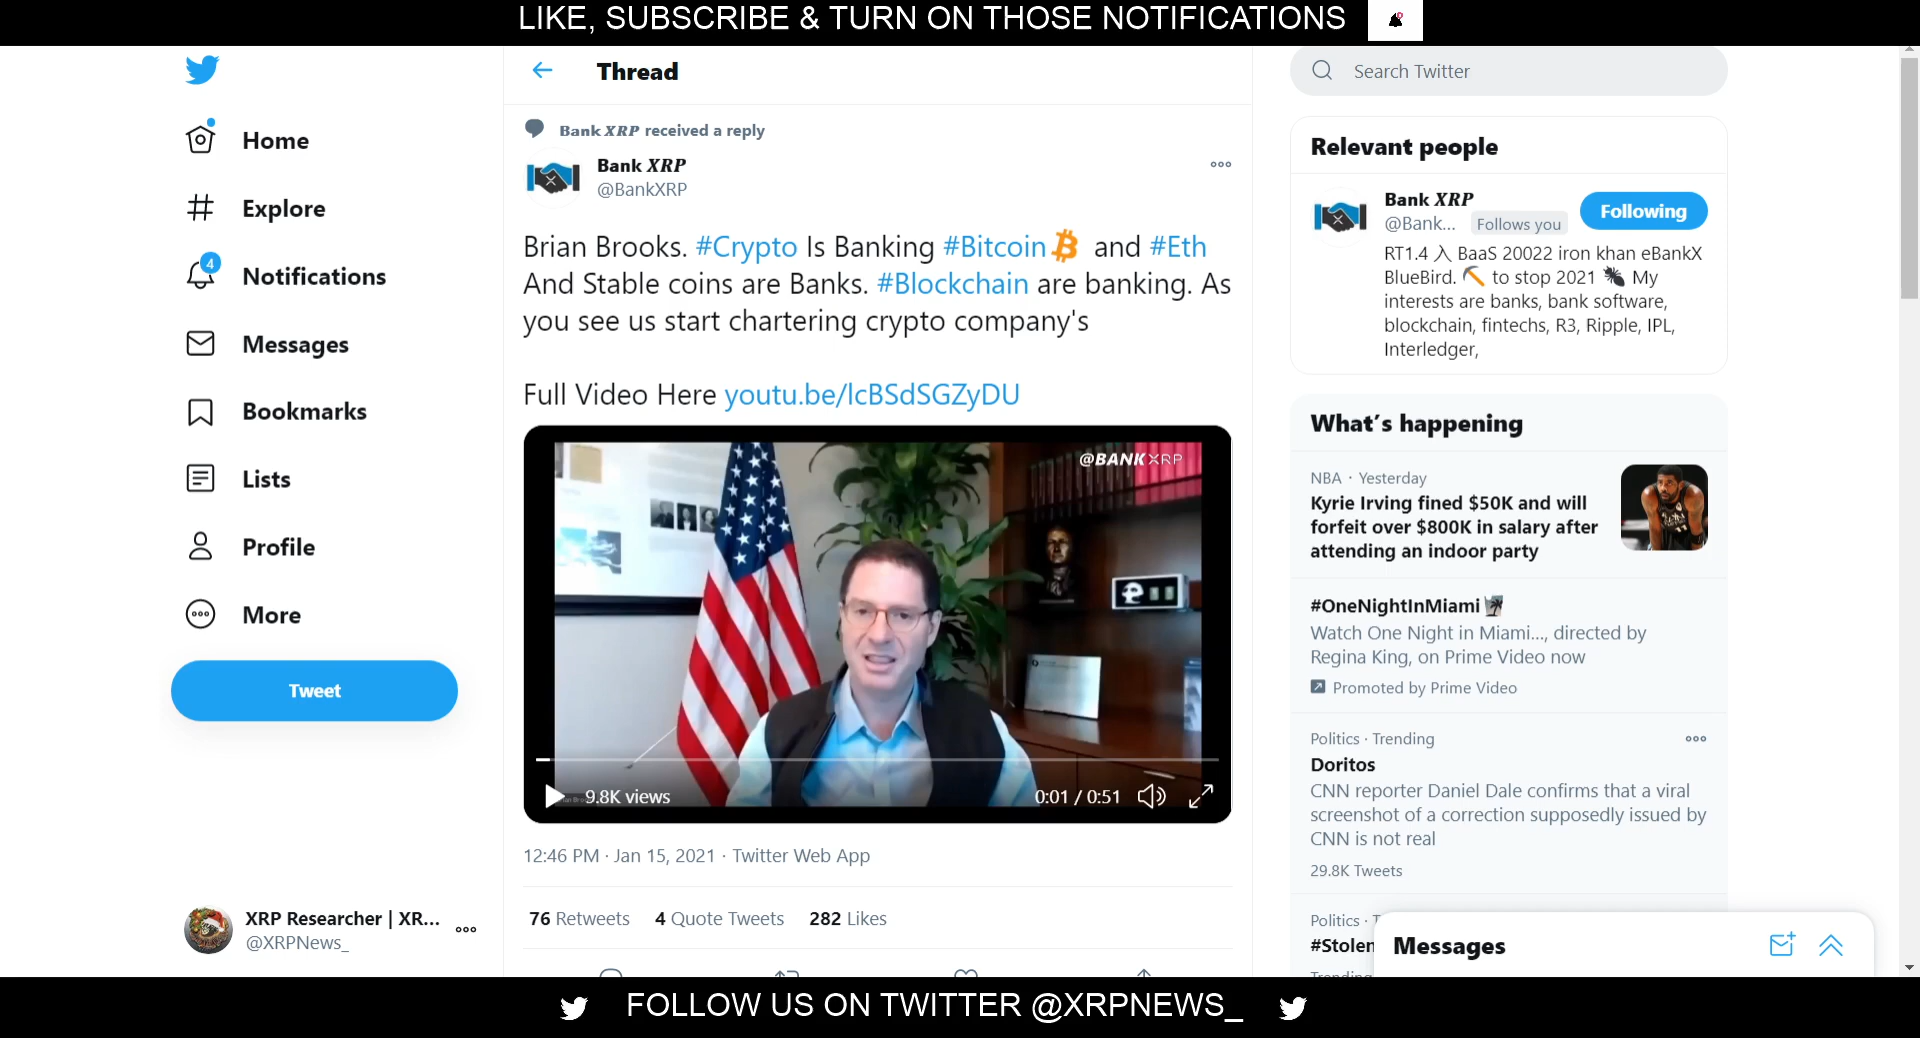 LIKE, SUBSCRIBE & TURN ON THOSE NOTIFICATIONS
Thread
Search Twitter
Home
Explore
4
Notifications
Messages
Bookmarks
Lists
Profile
More
Tweet
XRP Researcher | XR...
@XRPNews_
Bank XRP received a reply
Bank XRP
@BankXRP
Brian Brooks. #Crypto Is Banking #Bitcoin and #Eth
And Stable coins are Banks. #Blockchain are banking. As
you see us start chartering crypto company's
Full Video Here youtu.be/lcBSdSGZyDU
@BANKXRP
9.8K views
0:01 / 0:51
12:46 PM · Jan 15, 2021 · Twitter Web App
76 Retweets 4 Quote Tweets 282 Likes
Relevant people
Bank XRP
@Bank... Follows you
Following
RT1.4 入 BaaS 20022 iron khan eBankX
BlueBird. to stop 2021 My
interests are banks, bank software,
blockchain, fintechs, R3, Ripple, IPL,
Interledger,
What's happening
NBA · Yesterday
Kyrie Irving fined $50K and will
forfeit over $800K in salary after
attending an indoor party
#OneNightInMiami
Watch One Night in Miami..., directed by
Regina King, on Prime Video now
Promoted by Prime Video
Politics · Trending
Doritos
CNN reporter Daniel Dale confirms that a viral
screenshot of a correction supposedly issued by
CNN is not real
29.8K Tweets
Politics · T
#Stolen
Trending
Messages
FOLLOW US ON TWITTER @XRPNEWS_